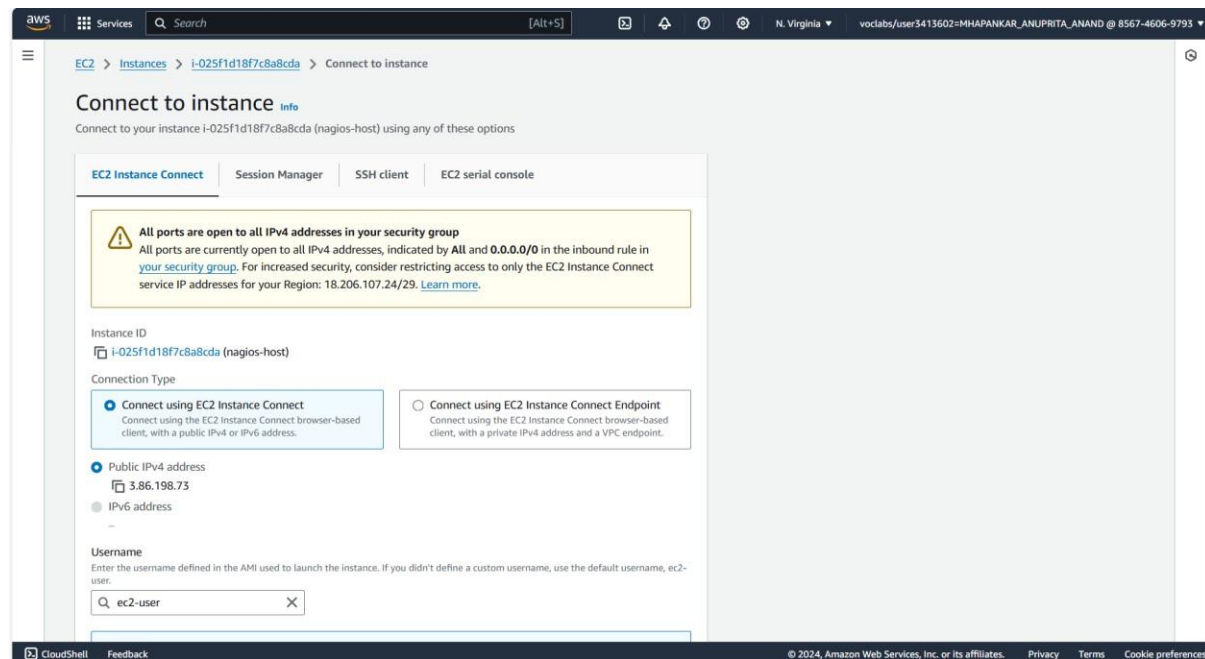 aws
Services
Search
[Alt+S]
N. Virginia
voclabs/user3413602=MHAPANKAR_ANUPRITA_ANAND @ 8567-4606-9793
EC2 > Instances > i-025f1d18f7c8a8cda > Connect to instance
Connect to instance Info
Connect to your instance i-025f1d18f7c8a8cda (nagios-host) using any of these options
EC2 Instance Connect
Session Manager
SSH client
EC2 serial console
All ports are open to all IPv4 addresses in your security group
All ports are currently open to all IPv4 addresses, indicated by All and 0.0.0.0/0 in the inbound rule in
your security group. For increased security, consider restricting access to only the EC2 Instance Connect
service IP addresses for your Region: 18.206.107.24/29. Learn more.
Instance ID
i-025f1d18f7c8a8cda (nagios-host)
Connection Type
Connect using EC2 Instance Connect
Connect using the EC2 Instance Connect browser-based
client, with a public IPv4 or IPv6 address.
Connect using EC2 Instance Connect Endpoint
Connect using the EC2 Instance Connect browser-based
client, with a private IPv4 address and a VPC endpoint.
Public IPv4 address
3.86.198.73
IPv6 address
–
Username
Enter the username defined in the AMI used to launch the instance. If you didn't define a custom username, use the default username, ec2-
user.
ec2-user
CloudShell
Feedback
© 2024, Amazon Web Services, Inc. or its affiliates.
Privacy
Terms
Cookie preferences